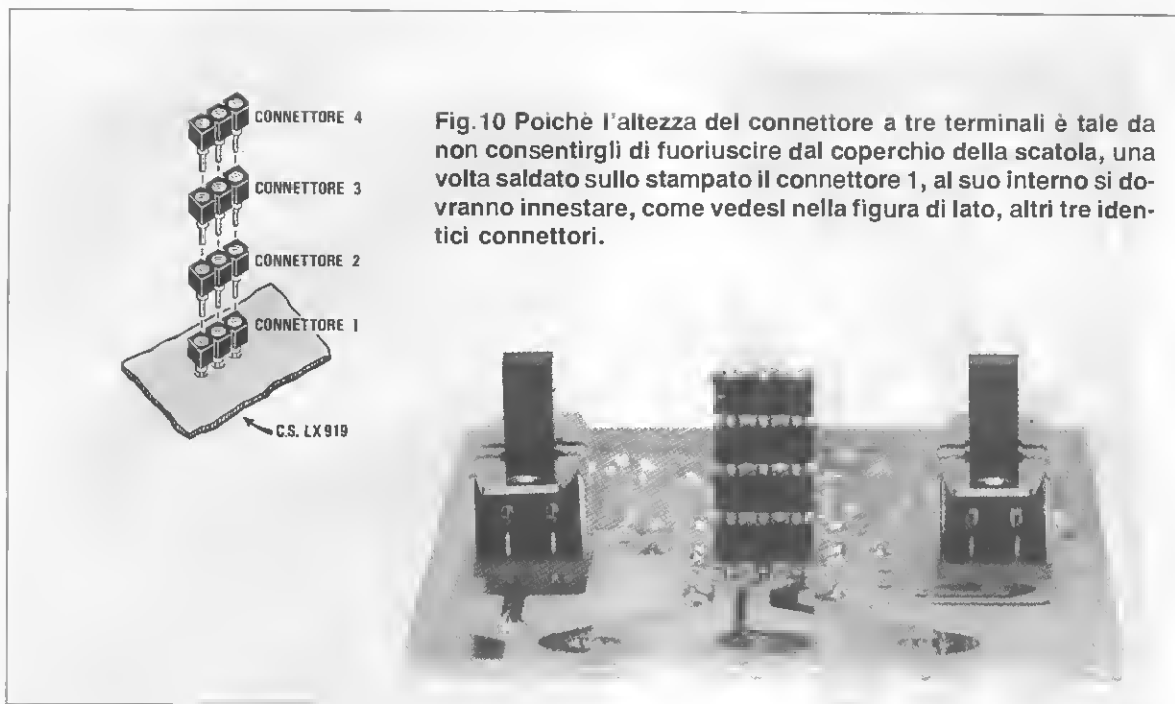 CONNETTORE 4
CONNETTORE 3
CONNETTORE 2
CONNETTORE 1
C.S. LX919
Fig.10 Poichè l'altezza del connettore a tre terminali è tale da
non consentirgli di fuoriuscire dal coperchio della scatola, una
volta saldato sullo stampato il connettore 1, al suo interno si do-
vranno innestare, come vedesi nella figura di lato, altri tre iden-
tici connettori.